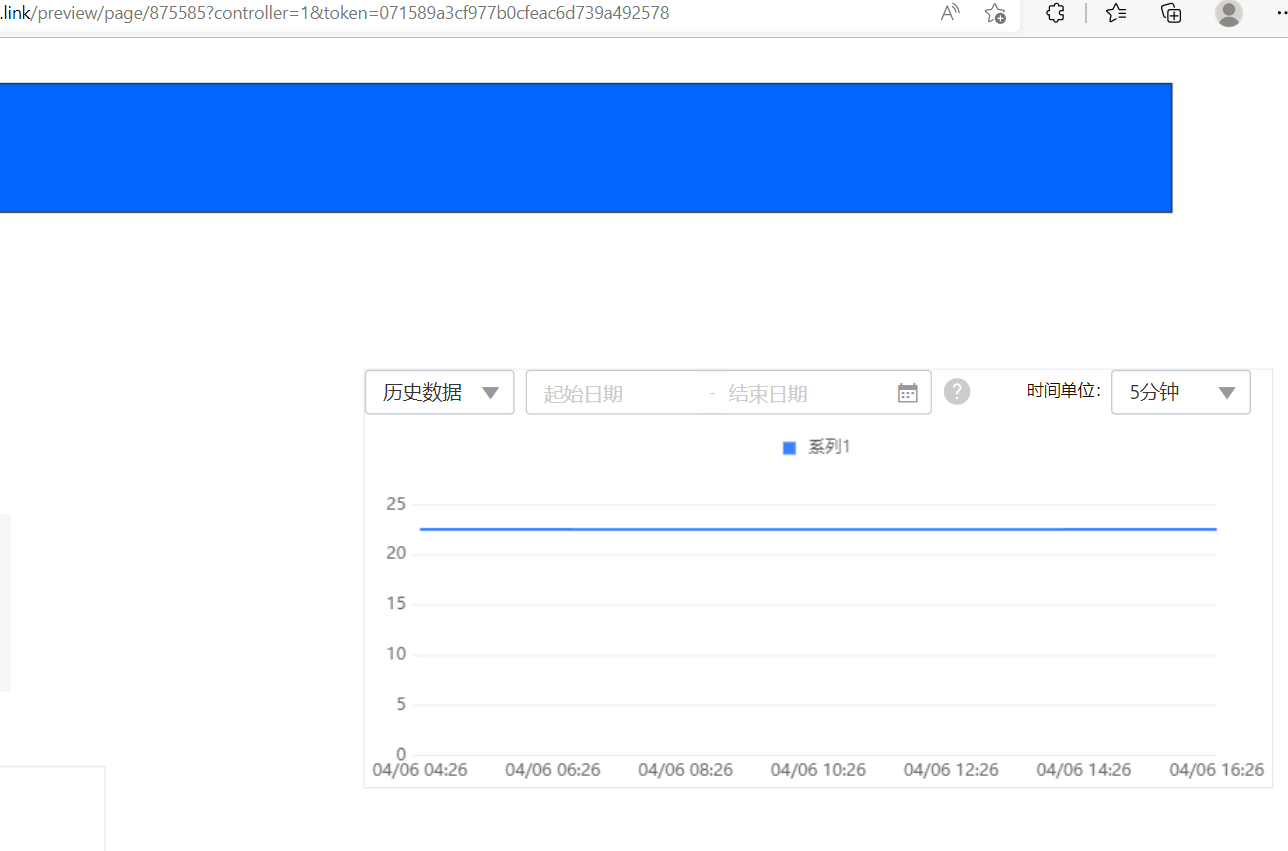 .link/preview/page/875585?controller=1&token=071589a3cf977b0cfeac6d739a492578
历史数据 起始日期 - 结束日期 ? 时间单位: 5分钟
系列1
25
20
15
10
5
0
04/06 04:26 04/06 06:26 04/06 08:26 04/06 10:26 04/06 12:26 04/06 14:26 04/06 16:26